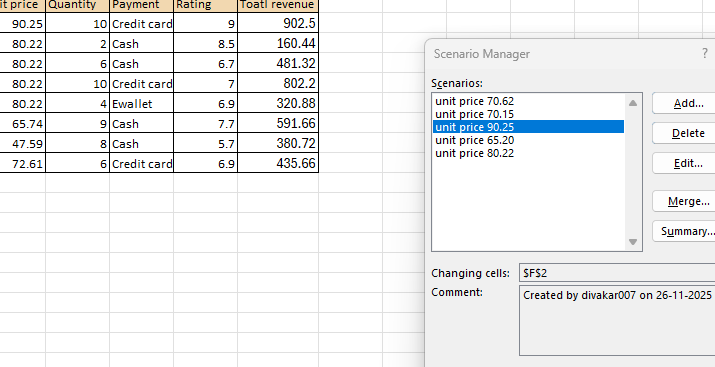 it price Quantity Payment Rating Toatl revenue
90.25 10 Credit card 9 902.5
80.22 2 Cash 8.5 160.44
80.22 6 Cash 6.7 481.32
80.22 10 Credit card 7 802.2
80.22 4 Ewallet 6.9 320.88
65.74 9 Cash 7.7 591.66
47.59 8 Cash 5.7 380.72
72.61 6 Credit card 6.9 435.66
Scenario Manager ?
Scenarios:
unit price 70.62
unit price 70.15
unit price 90.25
unit price 65.20
unit price 80.22
Add...
Delete
Edit...
Merge...
Summary...
Changing cells: $F$2
Comment: Created by divakar007 on 26-11-2025